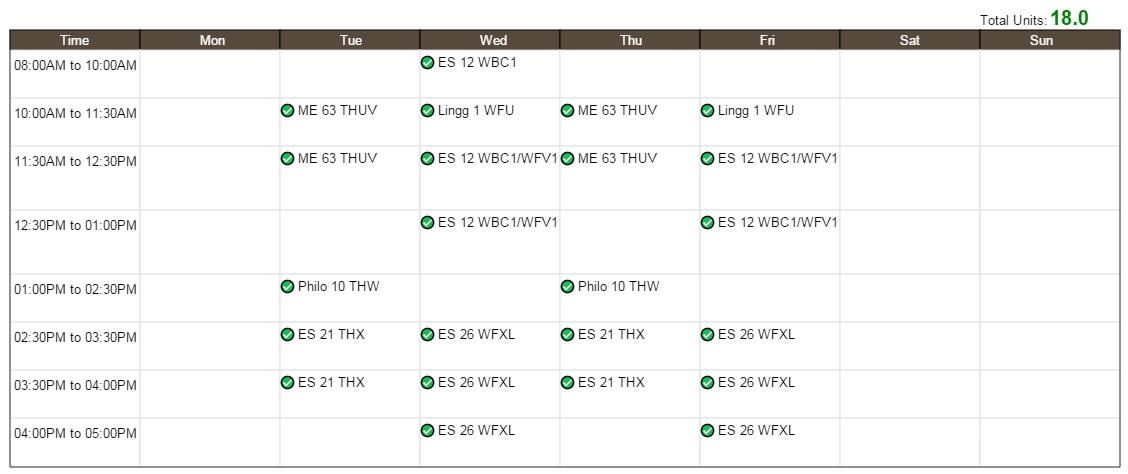 Total Units: 18.0
Time Mon Tue Wed Thu Fri Sat Sun
08:00AM to 10:00AM ES 12 WBC1
10:00AM to 11:30AM ME 63 THUV Lingg 1 WFU ME 63 THUV Lingg 1 WFU
11:30AM to 12:30PM ME 63 THUV ES 12 WBC1/WFV1 ME 63 THUV ES 12 WBC1/WFV1
12:30PM to 01:00PM ES 12 WBC1/WFV1 ES 12 WBC1/WFV1
01:00PM to 02:30PM Philo 10 THW Philo 10 THW
02:30PM to 03:30PM ES 21 THX ES 26 WFXL ES 21 THX ES 26 WFXL
03:30PM to 04:00PM ES 21 THX ES 26 WFXL ES 21 THX ES 26 WFXL
04:00PM to 05:00PM ES 26 WFXL ES 26 WFXL